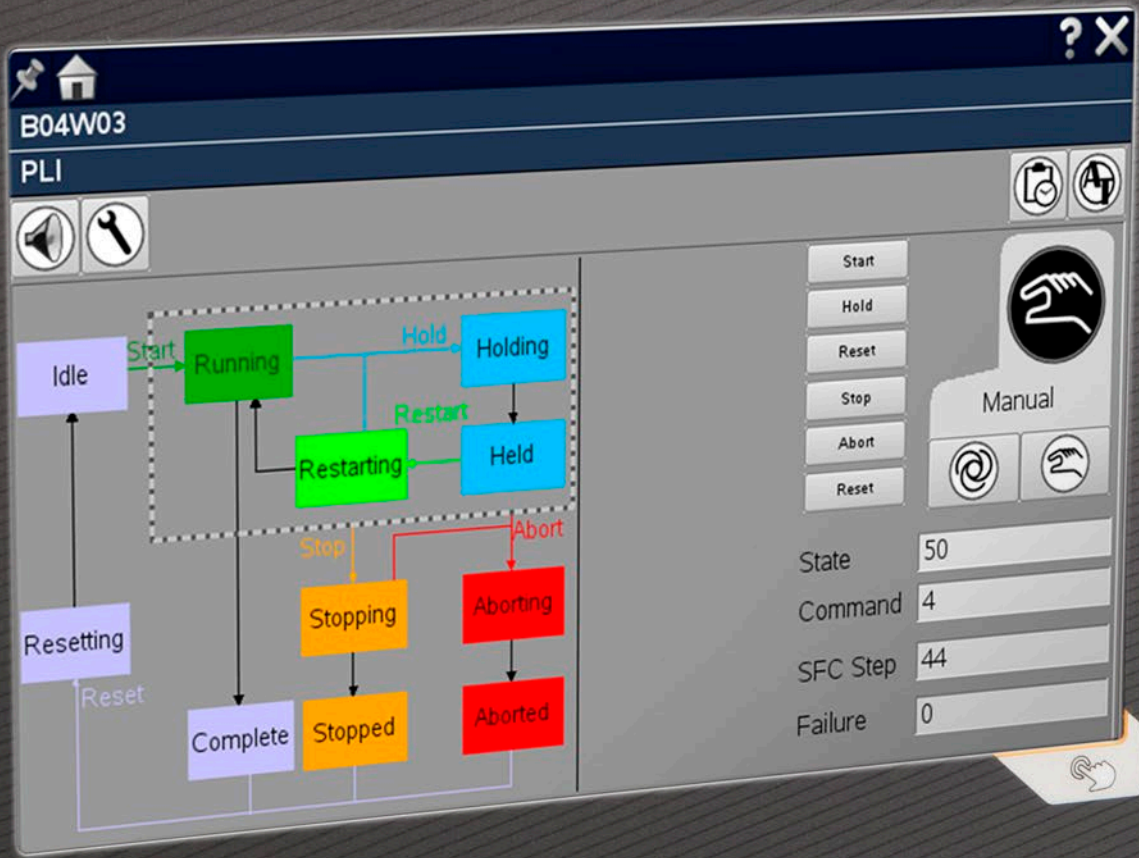 ?
B04W03
PLI
Start
Hold
Reset
Stop
Abort
Reset
Manual
Idle
Start
Running
Hold
Holding
Restart
Restarting
Held
Stop
Abort
Stopping
Aborting
Resetting
Reset
Complete
Stopped
Aborted
State 50
Command 4
SFC Step 44
Failure 0